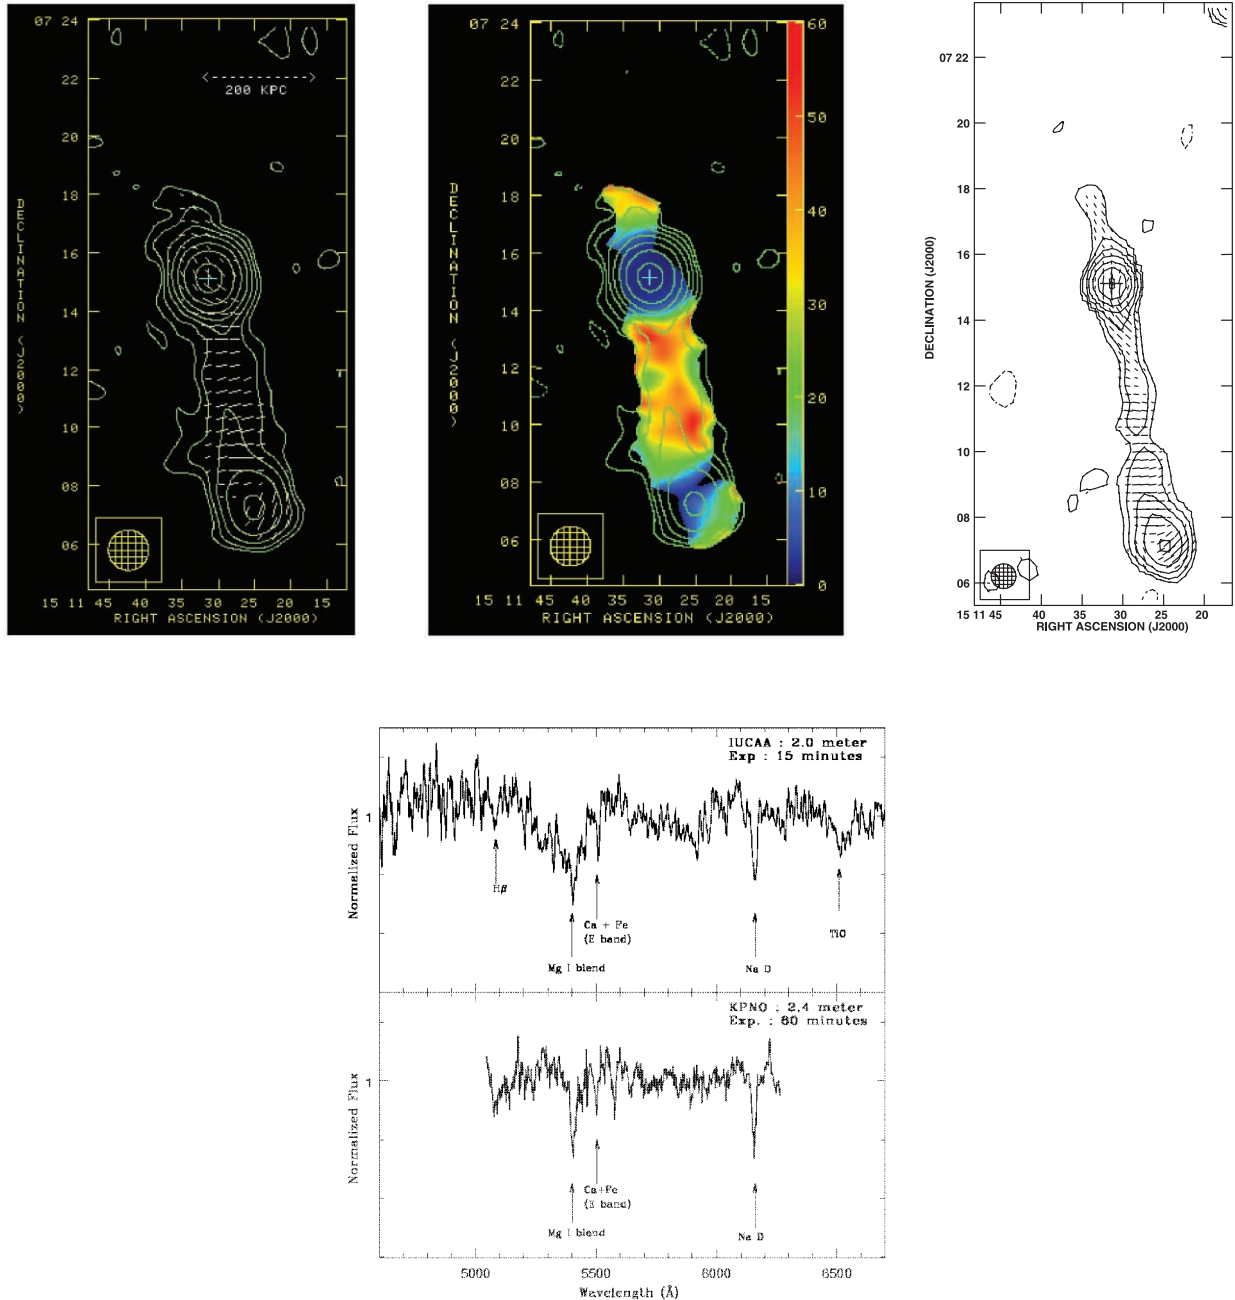 07 24
22
20
18
16
14
12
10
08
06
200 KPC
DECLINATION (J2000)
15 11 45 40 35 30 25 20 15
RIGHT ASCENSION (J2000)
07 24
22
20
18
16
14
12
10
08
06
DECLINATION (J2000)
15 11 45 40 35 30 25 20 15
RIGHT ASCENSION (J2000)
60
50
40
30
20
10
0
07 22
20
18
16
14
12
10
08
06
DECLINATION (J2000)
15 11 45 40 35 30 25 20
RIGHT ASCENSION (J2000)
IUCAA : 2.0 meter
Exp : 15 minutes
1
Normalized Flux
Hβ
Ca + Fe
(E band)
Mg I blend
Na D
TiO
KPNO : 2.4 meter
Exp. : 60 minutes
1
Normalized Flux
Ca+Fe
(E band)
Mg I blend
Na D
5000 5500 6000 6500
Wavelength (Å)